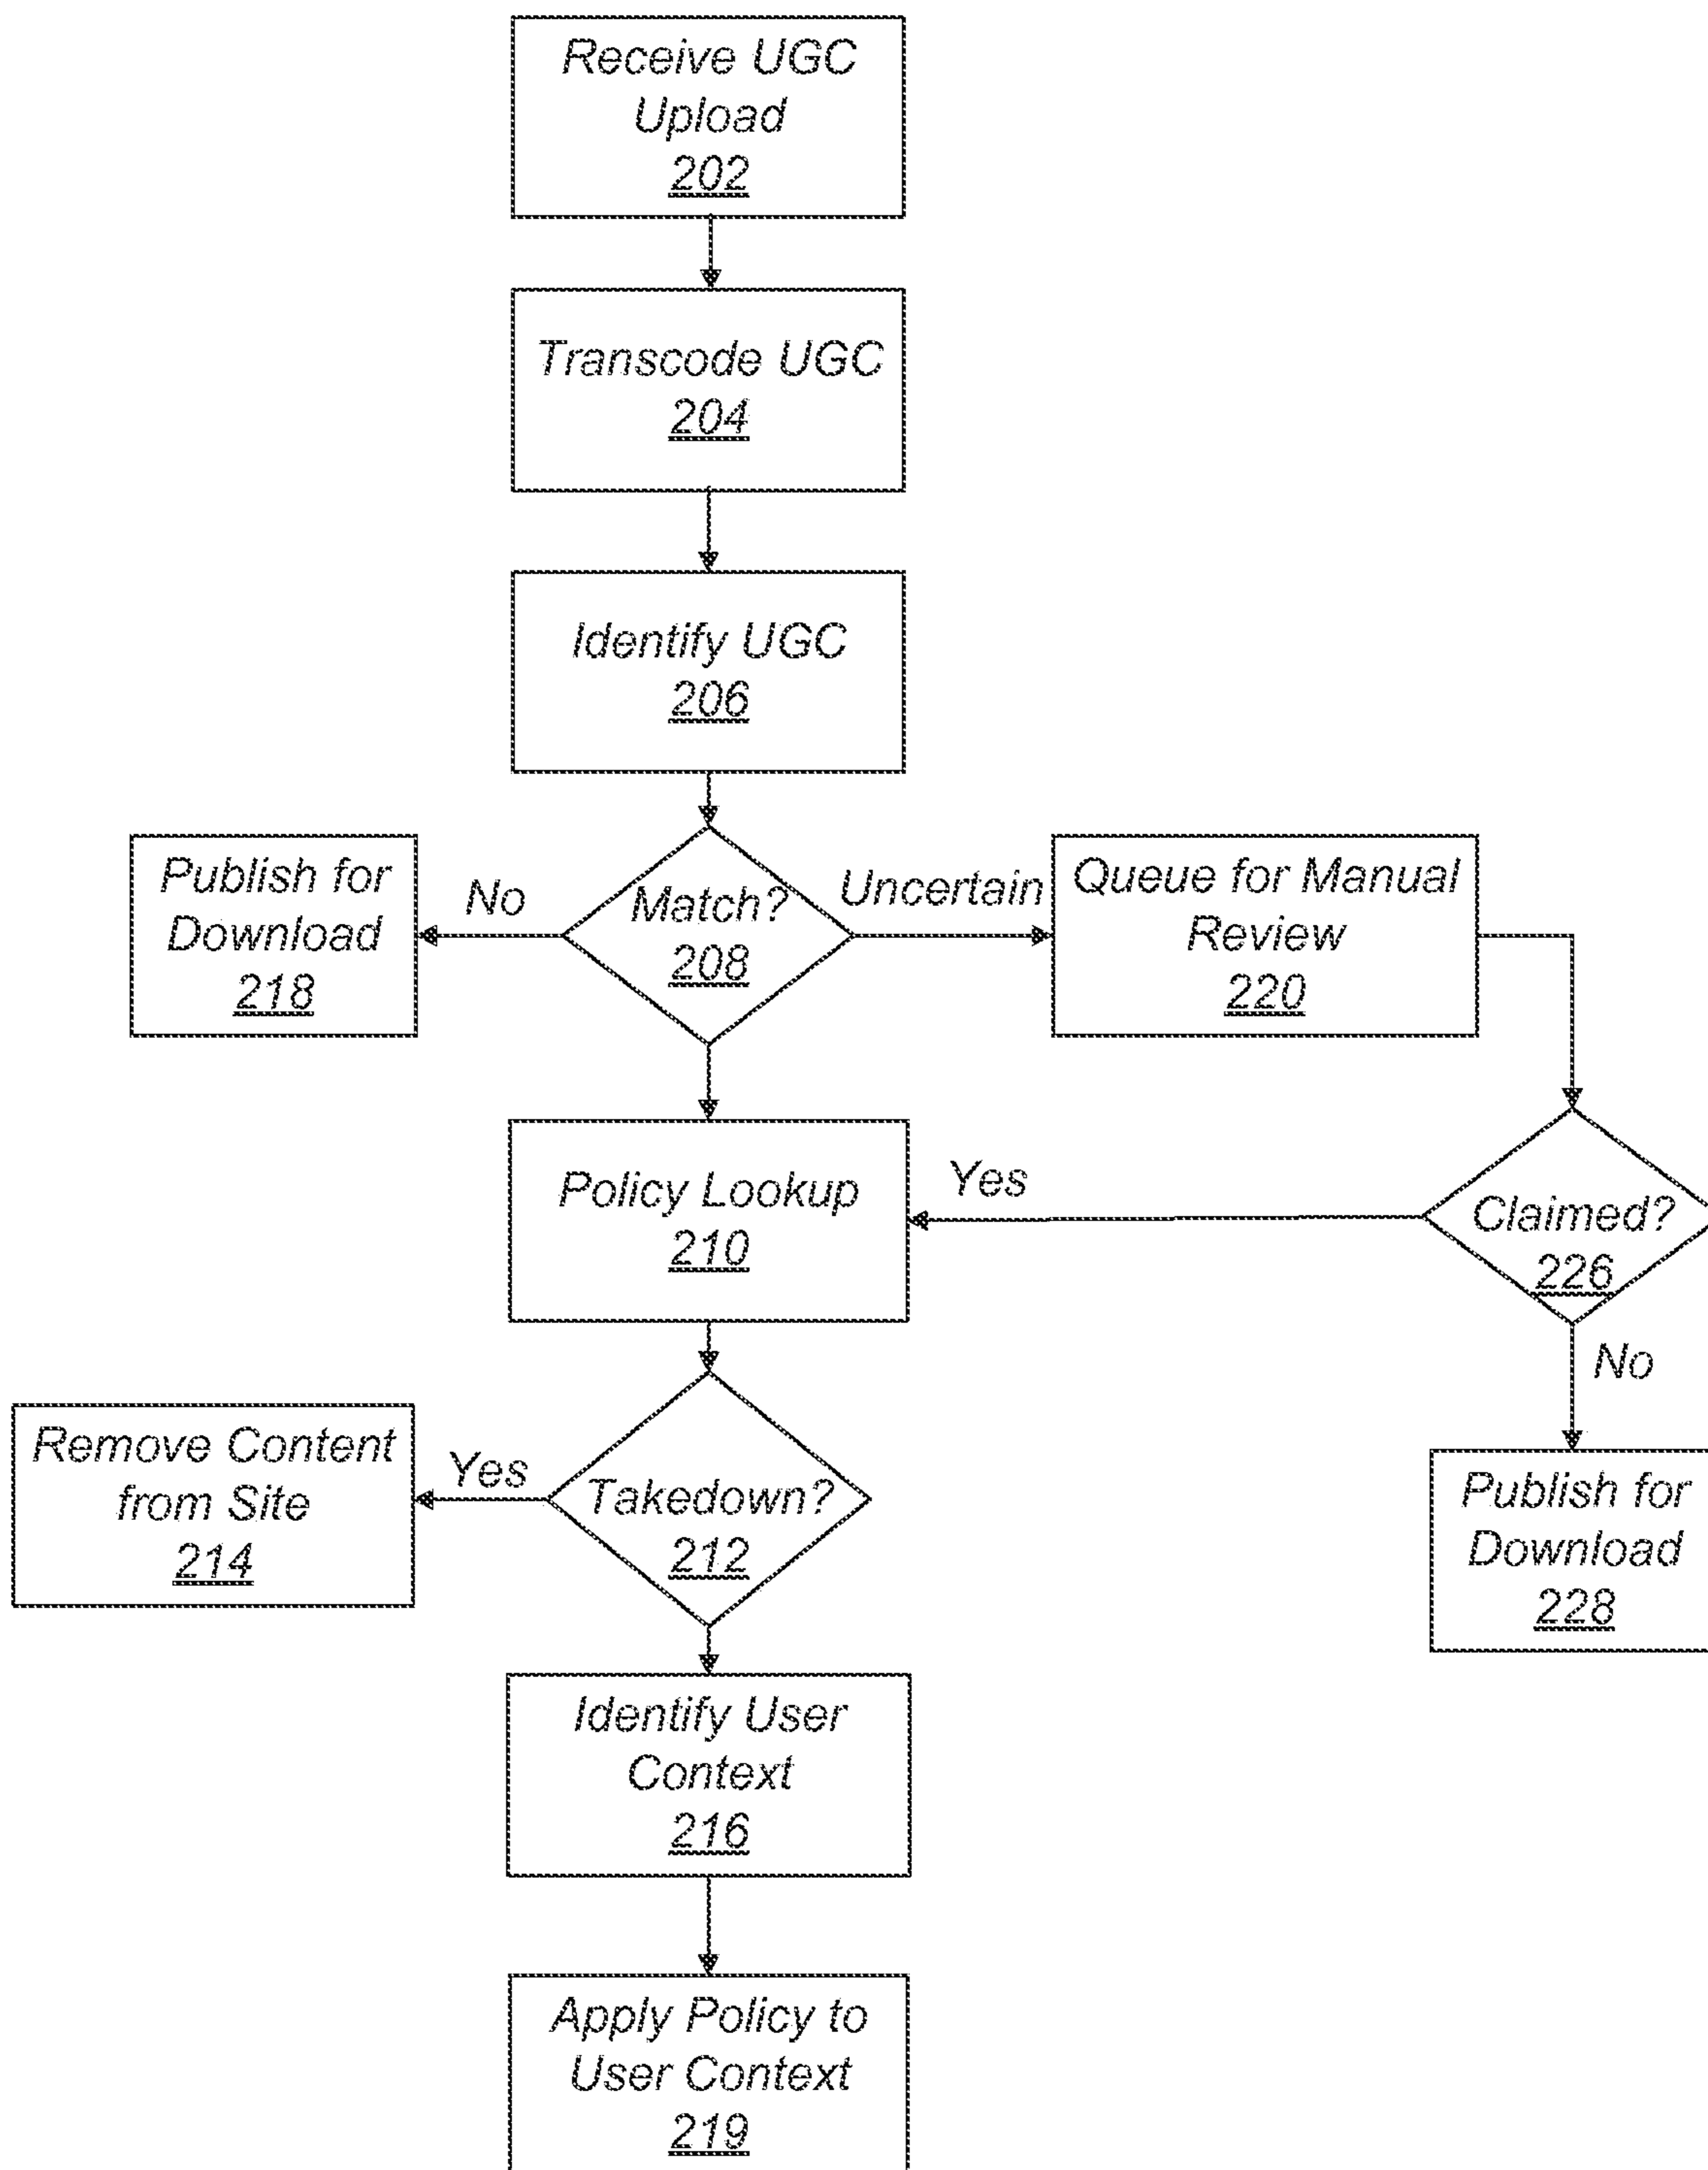 Receive UGC
Upload
202
Transcode UGC
204
Identify UGC
206
Publish for
Download
218
No
Match?
208
Uncertain
Queue for Manual
Review
220
Policy Lookup
210
Yes
Claimed?
226
No
Remove Content
from Site
214
Yes
Takedown?
212
Publish for
Download
228
Identify User
Context
216
Apply Policy to
User Context
219